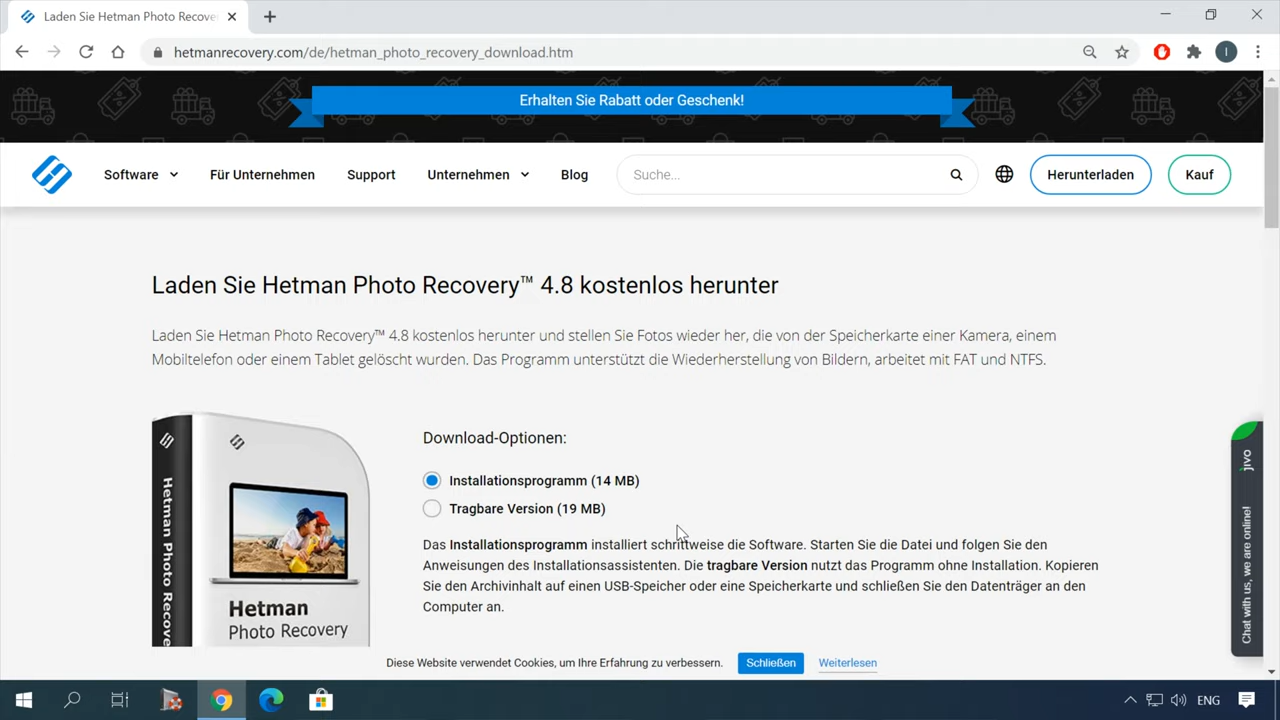 Laden Sie Hetman Photo Recove
hetmanrecovery.com/de/hetman_photo_recovery_download.htm
I
Erhalten Sie Rabatt oder Geschenk!
Software
Für Unternehmen
Support
Unternehmen
Blog
Suche...
Herunterladen
Kauf
Laden Sie Hetman Photo Recovery™ 4.8 kostenlos herunter
Laden Sie Hetman Photo Recovery™ 4.8 kostenlos herunter und stellen Sie Fotos wieder her, die von der Speicherkarte einer Kamera, einem
Mobiltelefon oder einem Tablet gelöscht wurden. Das Programm unterstützt die Wiederherstellung von Bildern, arbeitet mit FAT und NTFS.
Hetman Photo Recove
Hetman
Photo Recovery
Download-Optionen:
Installationsprogramm (14 MB)
Tragbare Version (19 MB)
Das Installationsprogramm installiert schrittweise die Software. Starten Sie die Datei und folgen Sie den
Anweisungen des Installationsassistenten. Die tragbare Version nutzt das Programm ohne Installation. Kopieren
Sie den Archivinhalt auf einen USB-Speicher oder eine Speicherkarte und schließen Sie den Datenträger an den
Computer an.
jivo
Chat with us, we are online!
Diese Website verwendet Cookies, um Ihre Erfahrung zu verbessern.
Schließen
Weiterlesen
ENG